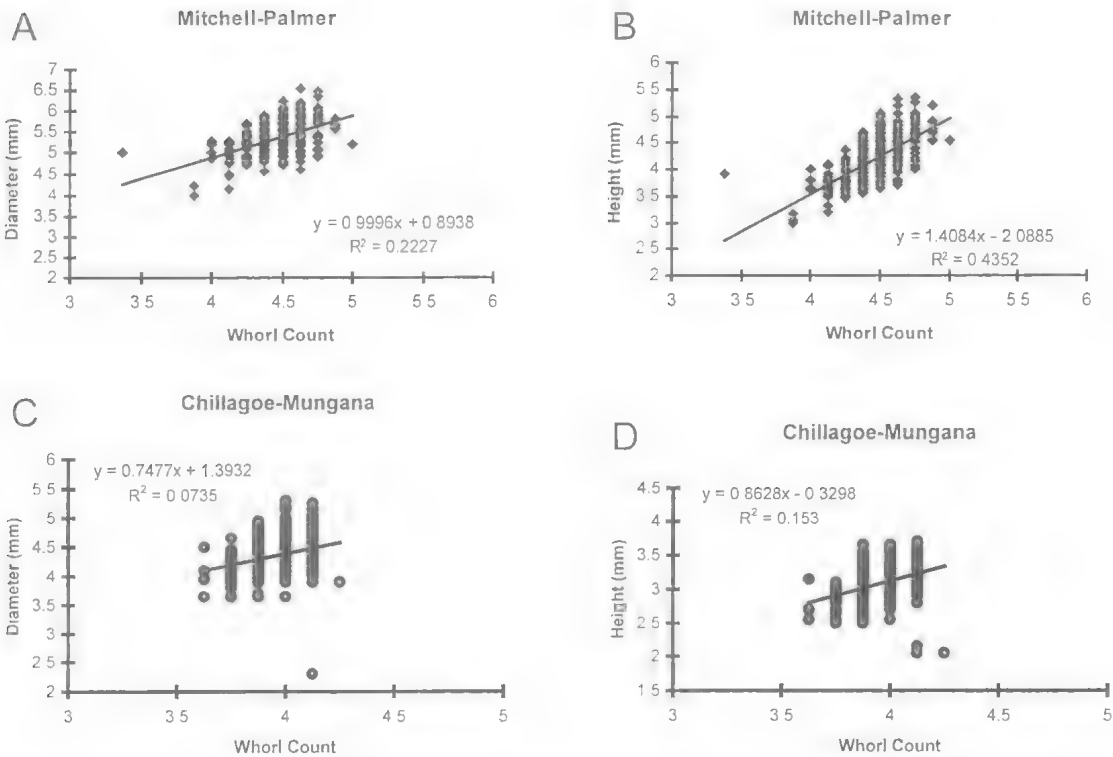 A
Mitchell-Palmer
Diameter (mm)
7
6.5
6
5.5
5
4.5
4
3.5
3
2.5
2
y = 0 9996x + 0 8938
R² = 0.2227
3
3 5
4
4.5
5
5 5
6
Whorl Count
B
Mitchell-Palmer
Height (mm)
6
5.5
5
4.5
4
3.5
3
2.5
2
y = 1.4084x - 2 0885
R² = 0 4352
3
3 5
4
4.5
5
5 5
6
Whorl Count
C
Chillagoe-Mungana
Diameter (mm)
6
5 5
5
4.5
4
3.5
3
2 5
2
y = 0.7477x + 1.3932
R² = 0 0735
3
3 5
4
4.5
5
Whorl Count
D
Chillagoe-Mungana
Height (mm)
4.5
4
3.5
3
2 5
2
1 5
y = 0 8628x - 0 3298
R² = 0.153
3
3 5
4
4.5
5
Whorl Count